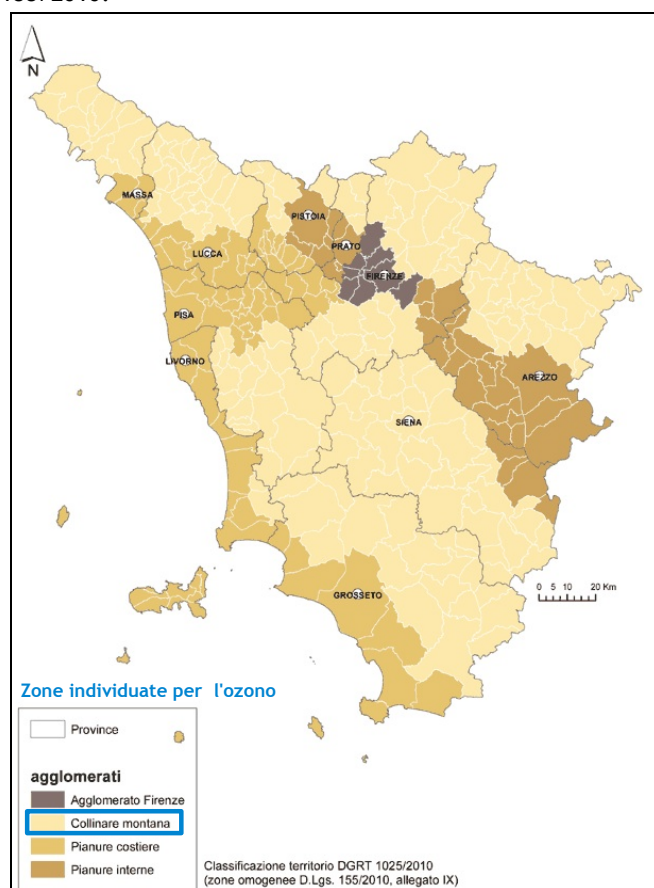 N
MASSA
PISTOIA
PRATO
LUCCA
FIRENZE
PISA
LIVORNO
AREZZO
SIENA
0 5 10 20 Km
GROSSETO
Zone individuate per l'ozono
Province
agglomerati
Agglomerato Firenze
Collinare montana
Pianure costiere
Pianure interne
Classificazione territorio DGRT 1025/2010
(zone omogenee D.Lgs. 155/2010, allegato IX)